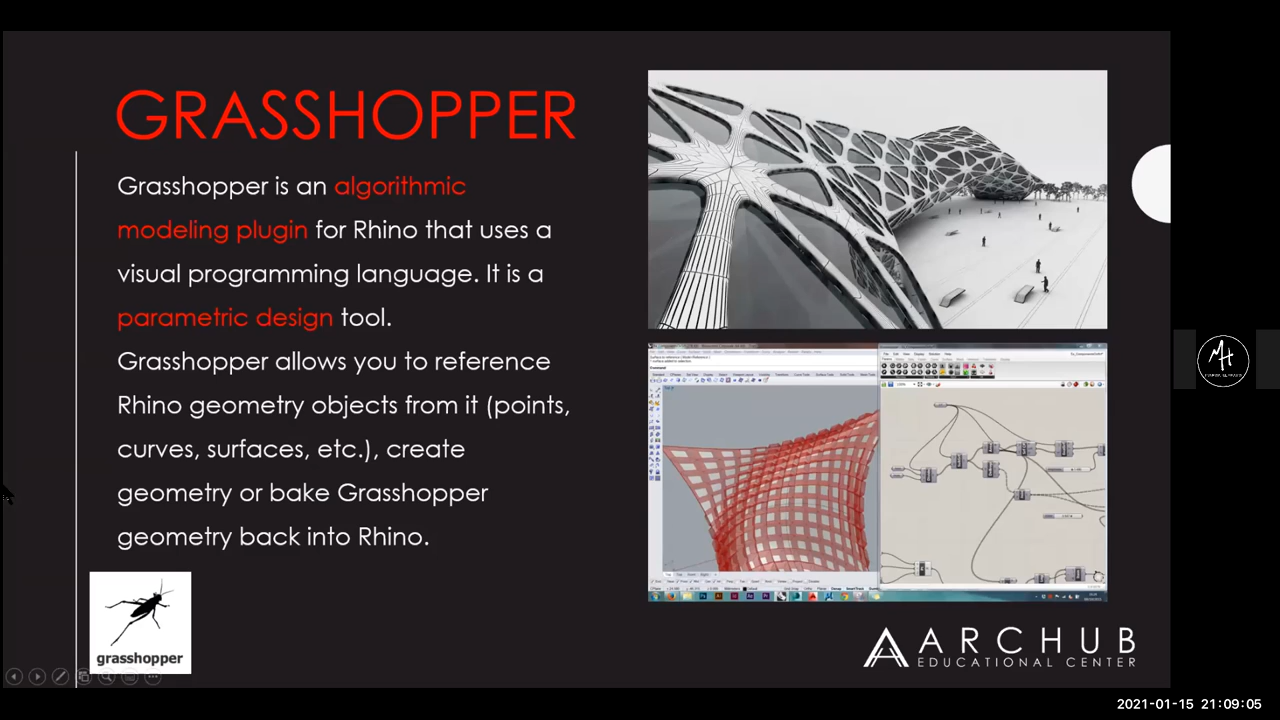 GRASSHOPPER
Grasshopper is an algorithmic
modeling plugin for Rhino that uses a
visual programming language. It is a
parametric design tool.
Grasshopper allows you to reference
Rhino geometry objects from it (points,
curves, surfaces, etc.), create
geometry or bake Grasshopper
geometry back into Rhino.
grasshopper
ARCHUB
EDUCATIONAL CENTER
MH
2021-01-15 21:09:05